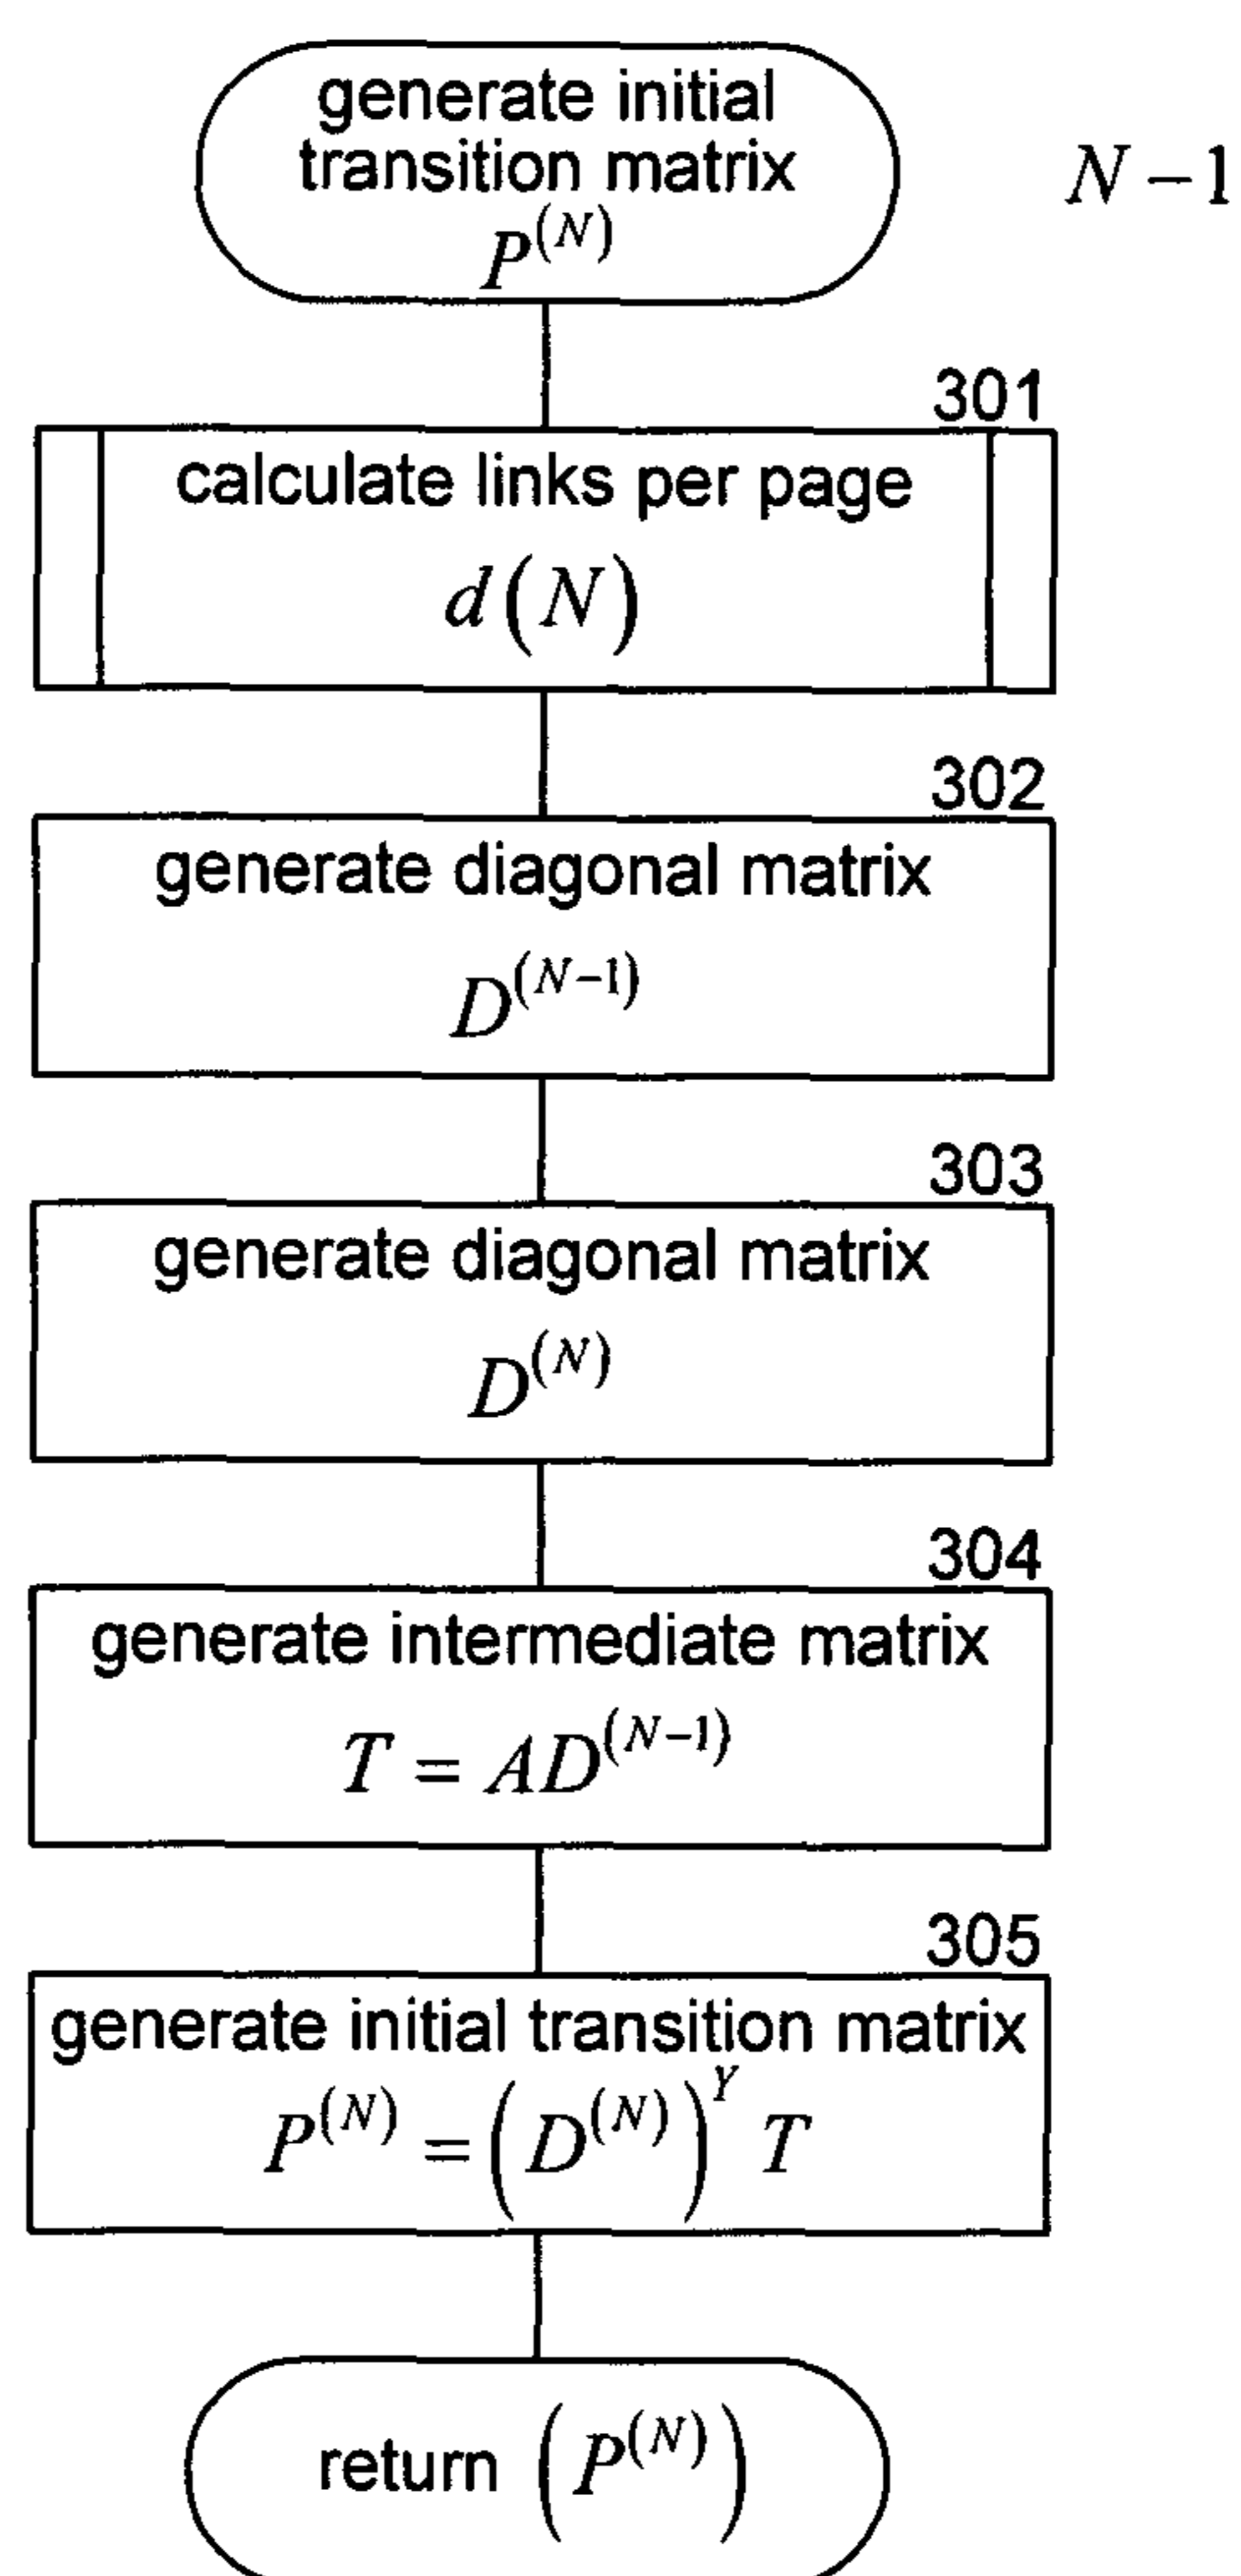 generate initial
transition matrix
P^(N)
N − 1
301
calculate links per page
d(N)
302
generate diagonal matrix
D^(N−1)
303
generate diagonal matrix
D^(N)
304
generate intermediate matrix
T = AD^(N−1)
305
generate initial transition matrix
P^(N) = (D^(N))^Y T
return (P^(N))